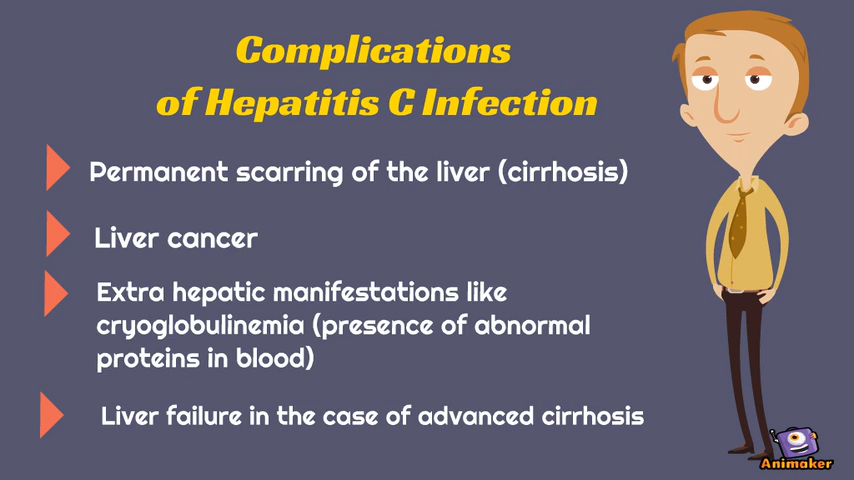 Complications
of Hepatitis C Infection
Permanent scarring of the liver (cirrhosis)
Liver cancer
Extra hepatic manifestations like
cryoglobulinemia (presence of abnormal
proteins in blood)
Liver failure in the case of advanced cirrhosis
Animaker